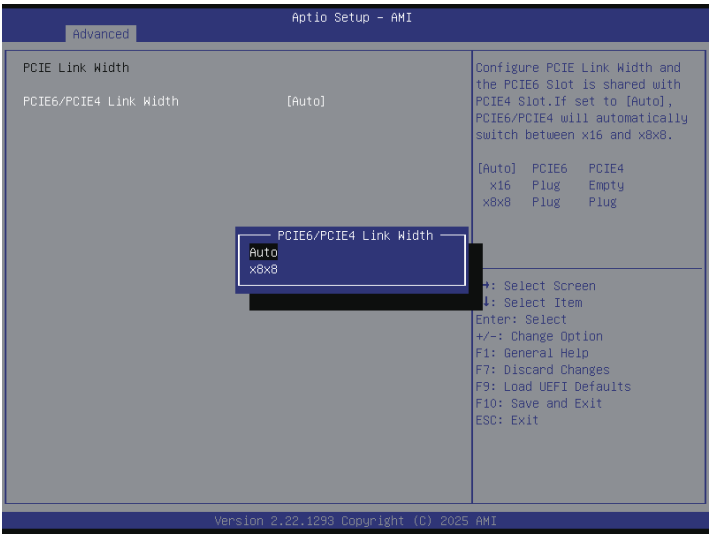 Aptio Setup – AMI
Advanced
PCIE Link Width
PCIE6/PCIE4 Link Width [Auto]
Configure PCIE Link Width and
the PCIE6 Slot is shared with
PCIE4 Slot.If set to [Auto],
PCIE6/PCIE4 will automatically
switch between x16 and x8x8.
[Auto] PCIE6 PCIE4
x16 Plug Empty
x8x8 Plug Plug
PCIE6/PCIE4 Link Width
Auto
x8x8
: Select Screen
: Select Item
Enter: Select
+/-: Change Option
F1: General Help
F7: Discard Changes
F9: Load UEFI Defaults
F10: Save and Exit
ESC: Exit
Version 2.22.1293 Copyright (C) 2025 AMI